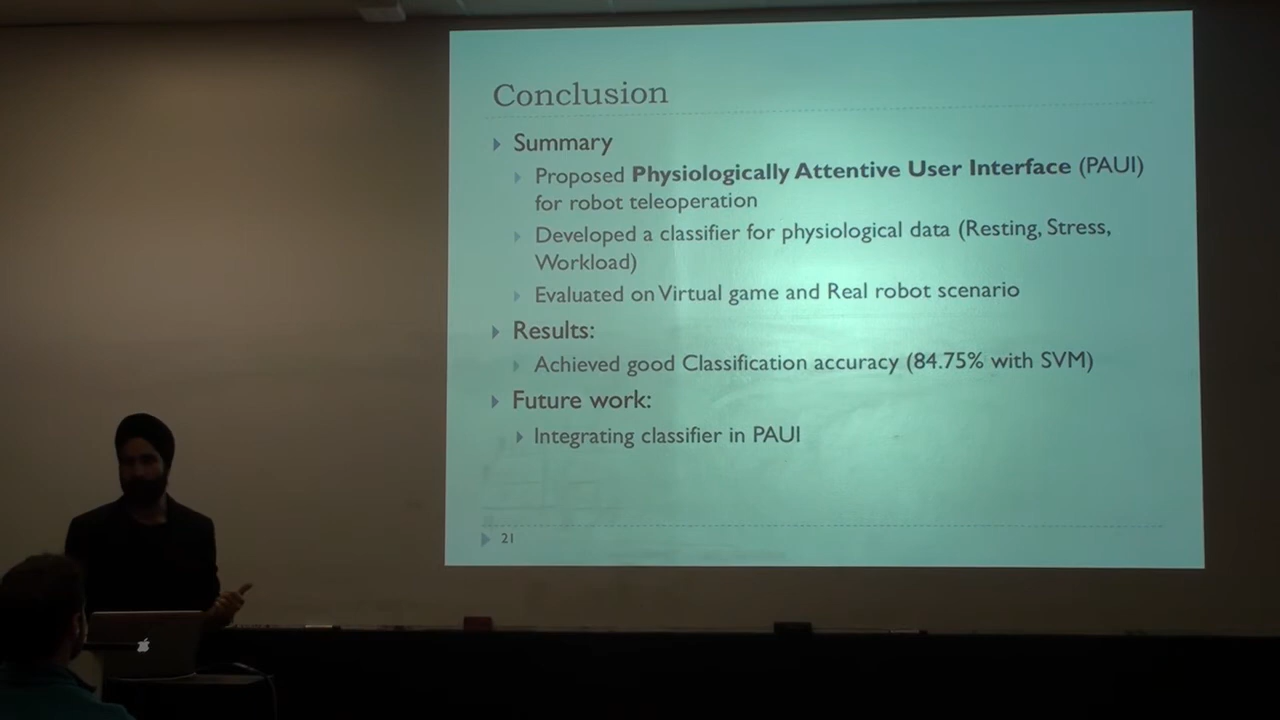 Conclusion
Summary
Proposed Physiologically Attentive User Interface (PAUI)
for robot teleoperation
Developed a classifier for physiological data (Resting, Stress,
Workload)
Evaluated on Virtual game and Real robot scenario
Results:
Achieved good Classification accuracy (84.75% with SVM)
Future work:
Integrating classifier in PAUI
21